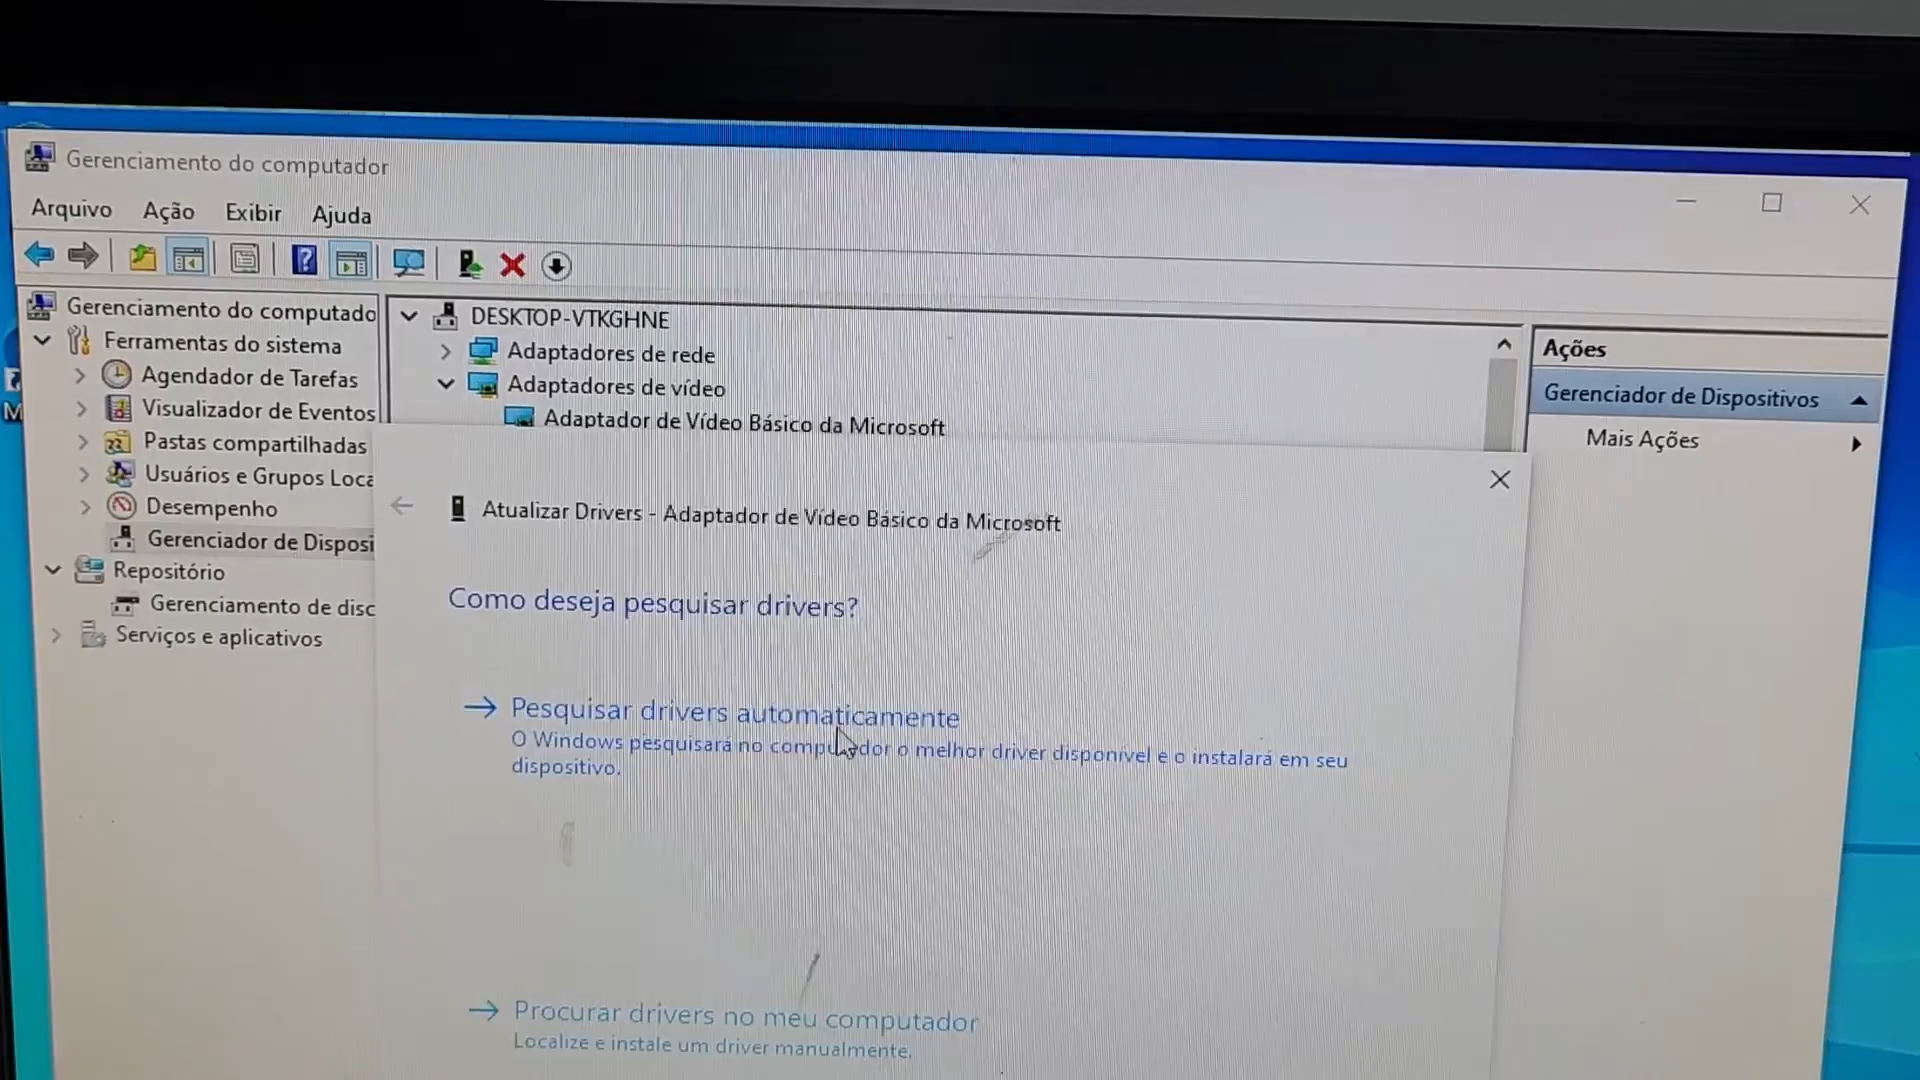 Gerenciamento do computador
Arquivo Ação Exibir Ajuda
Gerenciamento do computado
Ferramentas do sistema
Agendador de Tarefas
Visualizador de Eventos
Pastas compartilhadas
Usuários e Grupos Loca
Desempenho
Gerenciador de Disposi
Repositório
Gerenciamento de disc
Serviços e aplicativos
DESKTOP-VTKGHNE
Adaptadores de rede
Adaptadores de vídeo
Adaptador de Vídeo Básico da Microsoft
Ações
Gerenciador de Dispositivos
Mais Ações
Atualizar Drivers - Adaptador de Vídeo Básico da Microsoft
Como deseja pesquisar drivers?
Pesquisar drivers automaticamente
O Windows pesquisará no computador o melhor driver disponível e o instalará em seu
dispositivo.
Procurar drivers no meu computador
Localize e instale um driver manualmente.
M